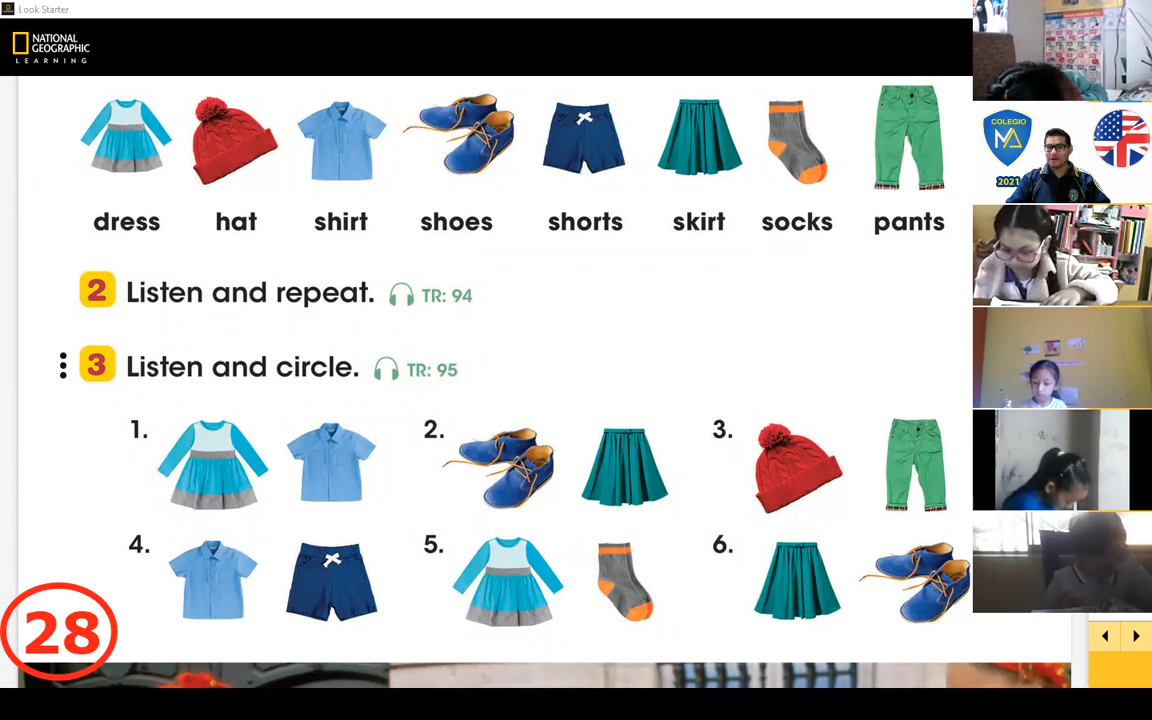 Look Starter
NATIONAL
GEOGRAPHIC
LEARNING
dress hat shirt shoes shorts skirt socks pants
2 Listen and repeat. TR: 94
3 Listen and circle. TR: 95
1. 2. 3.
4. 5. 6.
28
COLEGIO
MA
2021